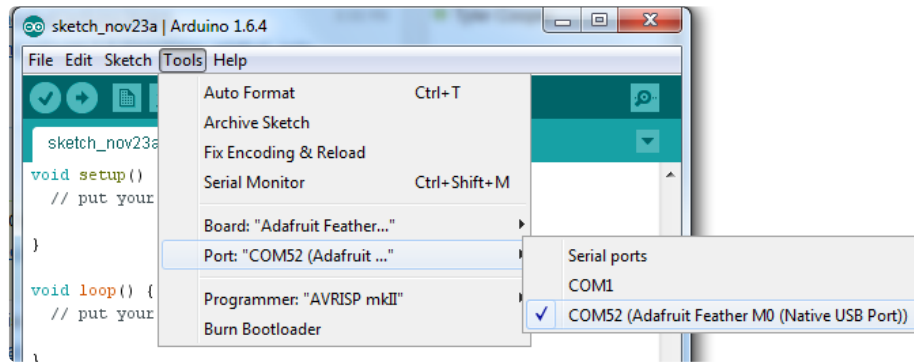 sketch_nov23a | Arduino 1.6.4
File Edit Sketch Tools Help
sketch_nov23a
void setup()
// put your
}
void loop() {
// put your
}
Auto Format Ctrl+T
Archive Sketch
Fix Encoding & Reload
Serial Monitor Ctrl+Shift+M
Board: "Adafruit Feather..."
Port: "COM52 (Adafruit ..."
Programmer: "AVRISP mkII"
Burn Bootloader
Serial ports
COM1
COM52 (Adafruit Feather M0 (Native USB Port))